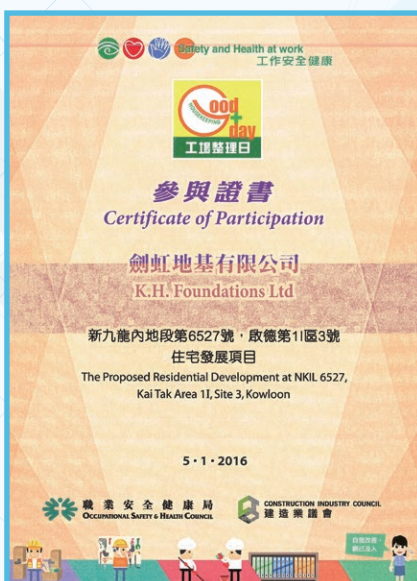 Safety and Health at work
工作安全健康
Good
HOUSEKEEPING
+
day
工場整理日
參與證書
Certificate of Participation
劍虹地基有限公司
K.H. Foundations Ltd
新九龍內地段第6527號，啟德第1I區3號
住宅發展項目
The Proposed Residential Development at NKIL 6527,
Kai Tak Area 1I, Site 3, Kowloon
5 · 1 · 2016
職業安全健康局
OCCUPATIONAL SAFETY & HEALTH COUNCIL
CONSTRUCTION INDUSTRY COUNCIL
建造業議會